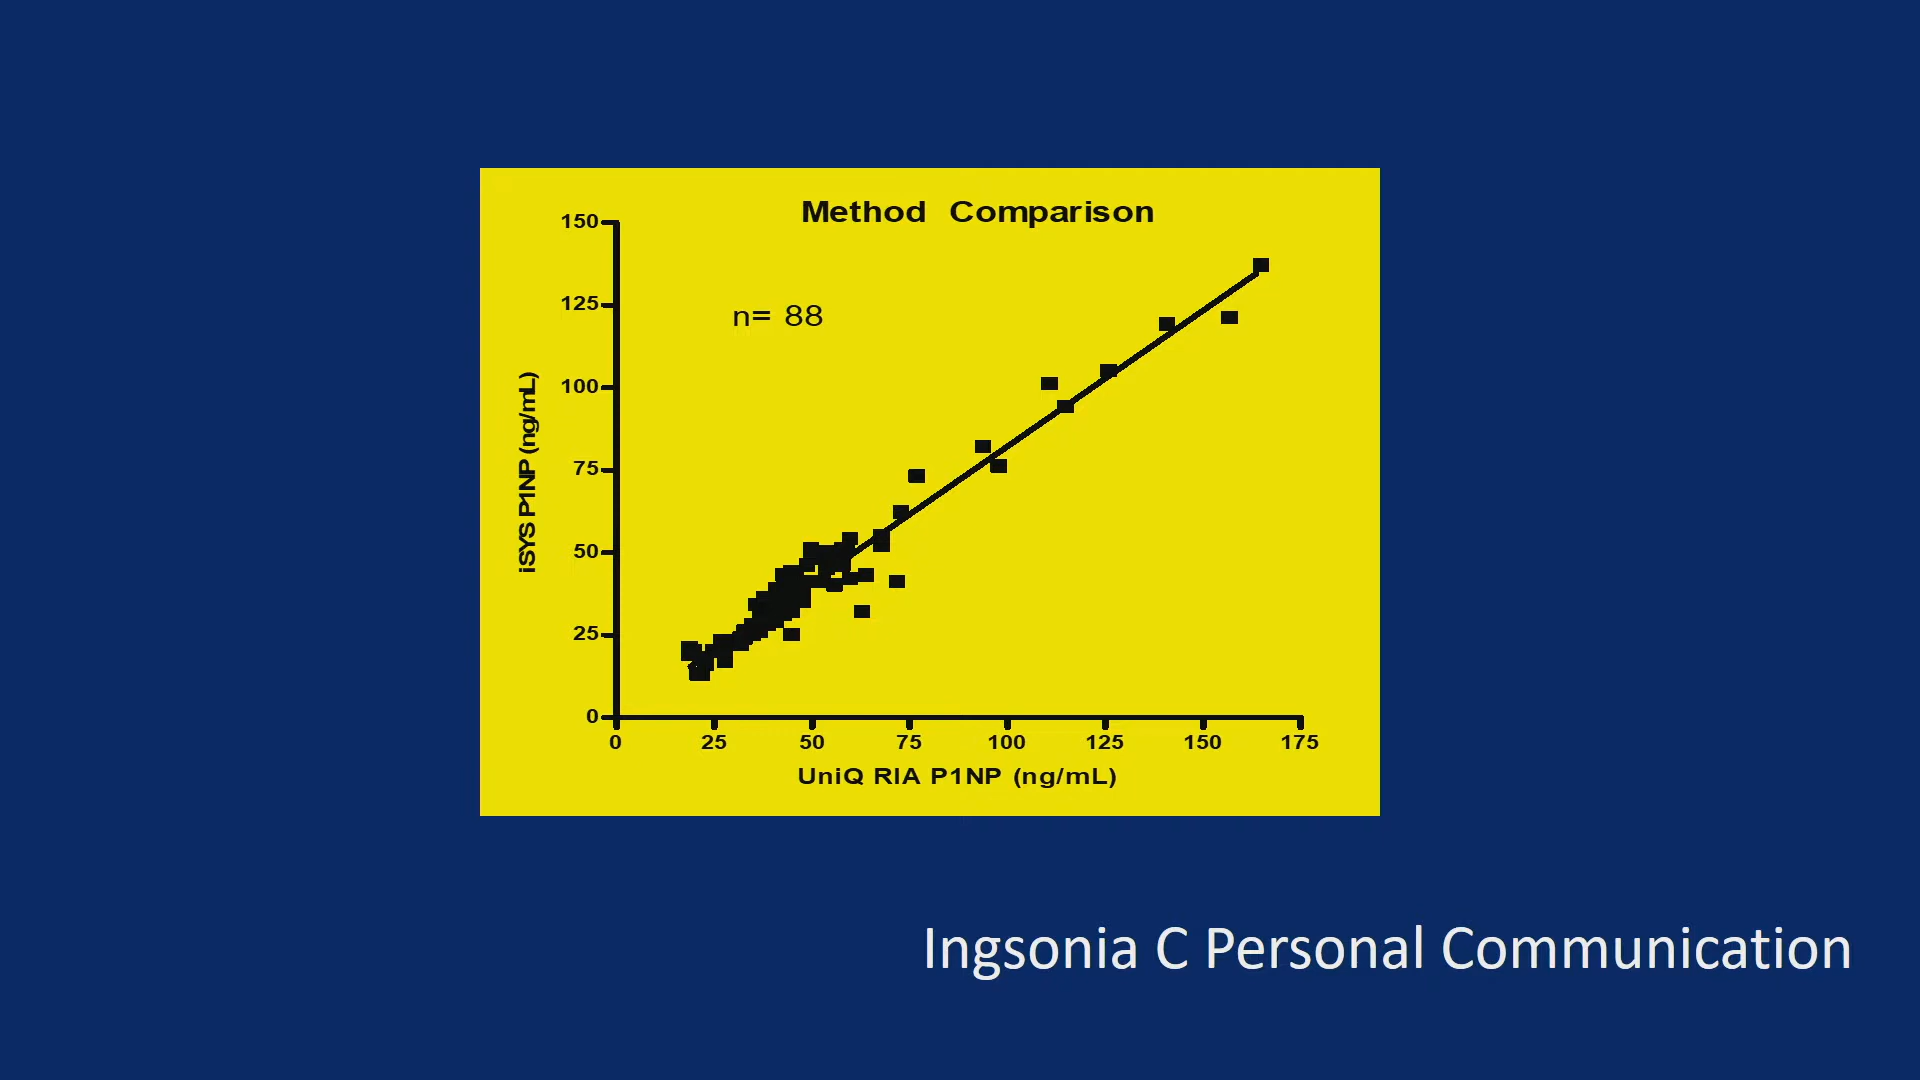 Method Comparison
150
125
n= 88
100
75
50
25
0
iSYS P1NP (ng/mL)
0 25 50 75 100 125 150 175
UniQ RIA P1NP (ng/mL)
Ingsonia C Personal Communication